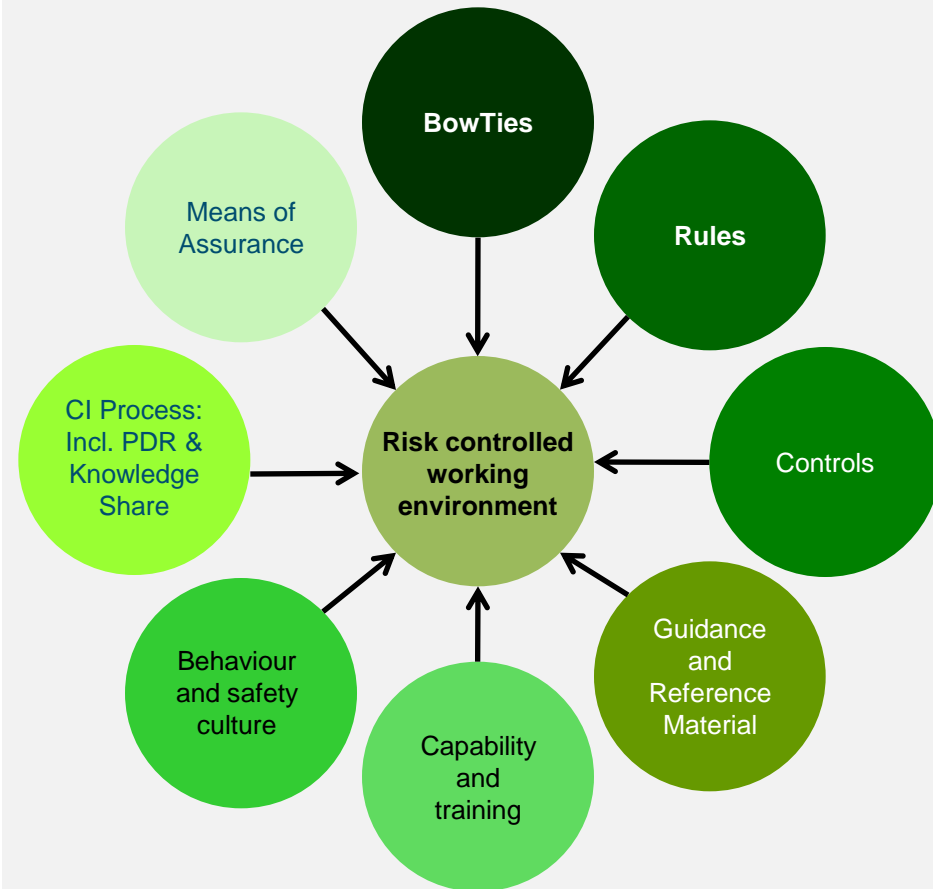 BowTies
Rules
Controls
Guidance
and
Reference
Material
Capability
and
training
Behaviour
and safety
culture
CI Process:
Incl. PDR &
Knowledge
Share
Means of
Assurance
Risk controlled
working
environment